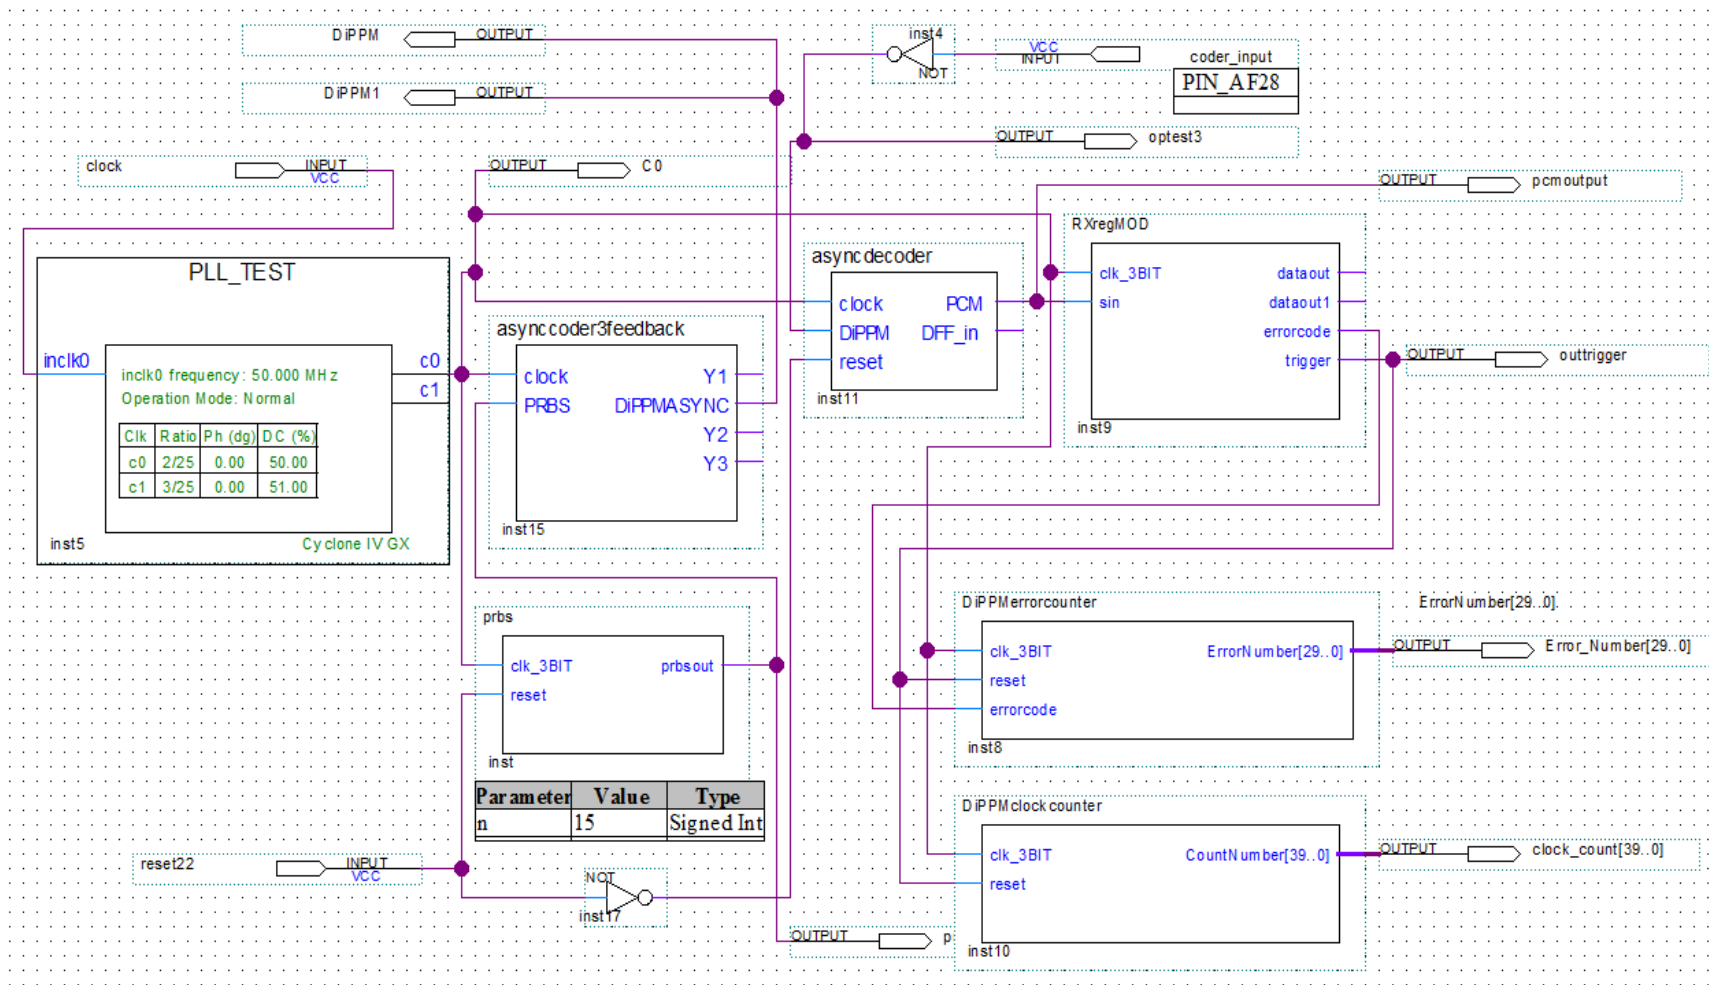 DiPPM OUTPUT
DiPPM1 OUTPUT
inst4
NOT
VCC
INPUT
coder_input
PIN_AF28
OUTPUT optest3
clock INPUT
VCC
OUTPUT C0
OUTPUT pcmoutput
PLL_TEST
inclk0
c0
c1
inclk0 frequency: 50.000 MHz
Operation Mode: Normal
Clk Ratio Ph (dg) DC (%)
c0 2/25 0.00 50.00
c1 3/25 0.00 51.00
inst5
Cyclone IV GX
asynccoder3feedback
clock Y1
PRBS DiPPMASYNC
Y2
Y3
inst15
asyncdecoder
clock PCM
DiPPM DFF_in
reset
inst11
RXregMOD
clk_3BIT dataout
sin dataout1
errorcode
trigger
inst9
OUTPUT outtrigger
prbs
clk_3BIT prbsout
reset
inst
Parameter Value Type
n 15 Signed Int
reset22 INPUT
VCC
NOT
inst17
OUTPUT p
DiPPMerrorcounter
clk_3BIT ErrorNumber[29..0]
reset
errorcode
inst8
ErrorNumber[29..0]
OUTPUT Error_Number[29..0]
DiPPMclockcounter
clk_3BIT CountNumber[39..0]
reset
inst10
OUTPUT clock_count[39..0]